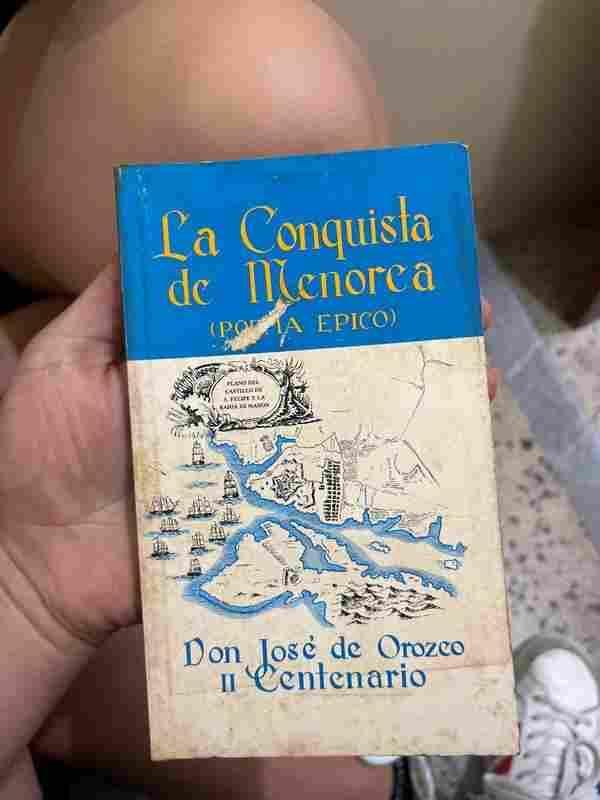 La Conquista
de Menorca
(POEMA EPICO)
PLANO DEL
CASTILLO DE
S. FELIPE Y LA
BAHIA DE MAHON
Don José de Orozco
II Centenario